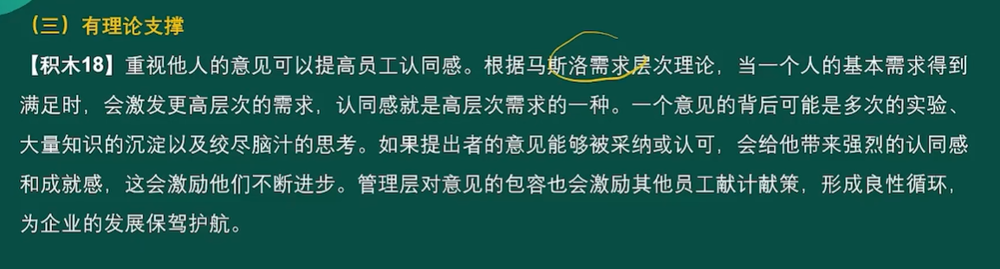 （三）有理论支撑
【积木18】重视他人的意见可以提高员工认同感。根据马斯洛需求层次理论，当一个人的基本需求得到
满足时，会激发更高层次的需求，认同感就是高层次需求的一种。一个意见的背后可能是多次的实验、
大量知识的沉淀以及绞尽脑汁的思考。如果提出者的意见能够被采纳或认可，会给他带来强烈的认同感
和成就感，这会激励他们不断进步。管理层对意见的包容也会激励其他员工献计献策，形成良性循环，
为企业的发展保驾护航。